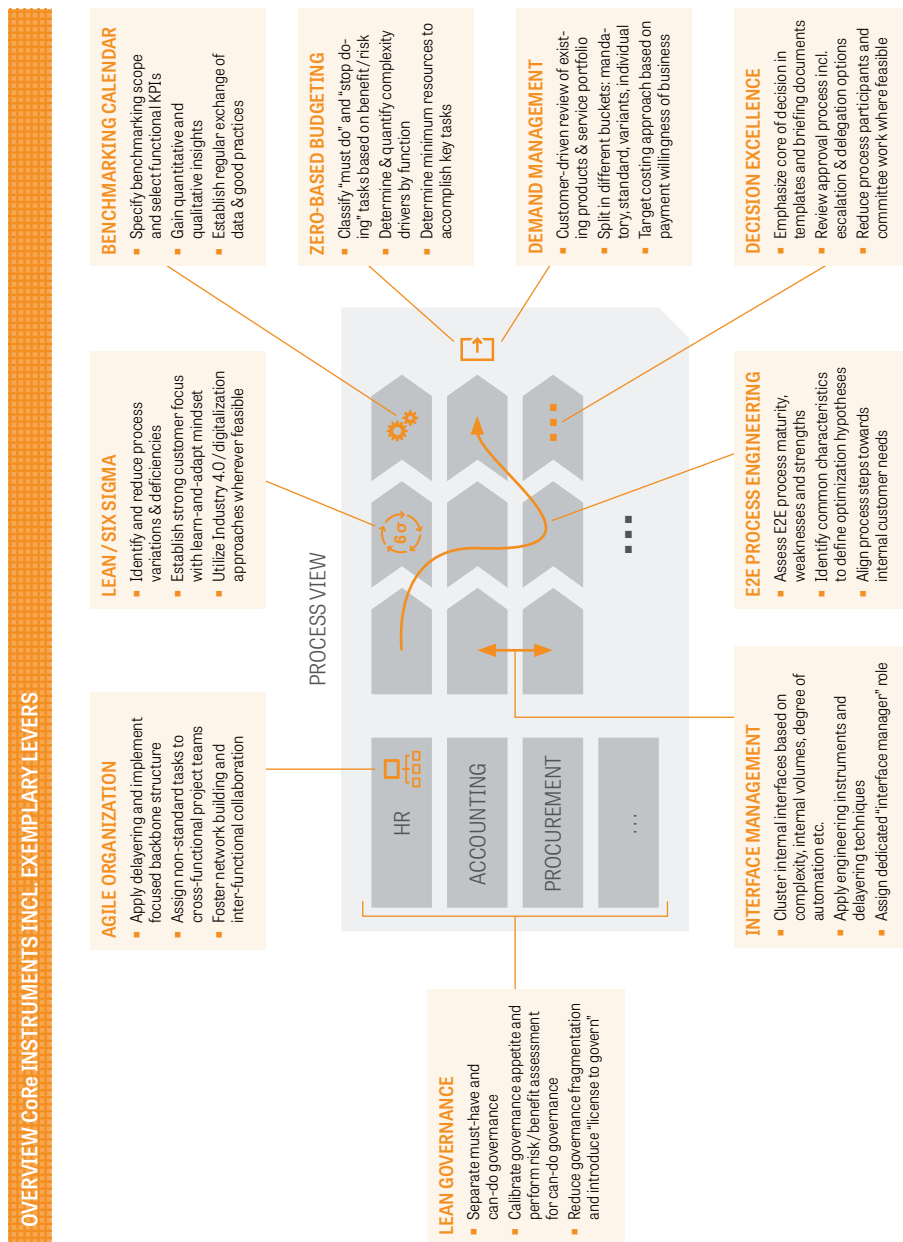 OVERVIEW CoRe INSTRUMENTS INCL. EXEMPLARY LEVERS
AGILE ORGANIZATION
▪ Apply delayering and implement
focused backbone structure
▪ Assign non-standard tasks to
cross-functional project teams
▪ Foster network building and
inter-functional collaboration
LEAN / SIX SIGMA
▪ Identify and reduce process
variations & deficiencies
▪ Establish strong customer focus
with learn-and-adapt mindset
▪ Utilize Industry 4.0 / digitalization
approaches wherever feasible
BENCHMARKING CALENDAR
▪ Specify benchmarking scope
and select functional KPIs
▪ Gain quantitative and
qualitative insights
▪ Establish regular exchange of
data & good practices
ZERO-BASED BUDGETING
▪ Classify “must do” and “stop do-
ing” tasks based on benefit / risk
▪ Determine & quantify complexity
drivers by function
▪ Determine minimum resources to
accomplish key tasks
DEMAND MANAGEMENT
▪ Customer-driven review of exist-
ing products & service portfolio
▪ Split in different buckets: manda-
tory, standard, variants, individual
▪ Target costing approach based on
payment willingness of business
DECISION EXCELLENCE
▪ Emphasize core of decision in
templates and briefing documents
▪ Review approval process incl.
escalation & delegation options
▪ Reduce process participants and
committee work where feasible
PROCESS VIEW
HR
6 σ
ACCOUNTING
PROCUREMENT
...
LEAN GOVERNANCE
▪ Separate must-have and
can-do governance
▪ Calibrate governance appetite and
perform risk / benefit assessment
for can-do governance
▪ Reduce governance fragmentation
and introduce “license to govern”
INTERFACE MANAGEMENT
▪ Cluster internal interfaces based on
complexity, internal volumes, degree of
automation etc.
▪ Apply engineering instruments and
delayering techniques
▪ Assign dedicated “interface manager” role
E2E PROCESS ENGINEERING
▪ Assess E2E process maturity,
weaknesses and strengths
▪ Identify common characteristics
to define optimization hypotheses
▪ Align process steps towards
internal customer needs